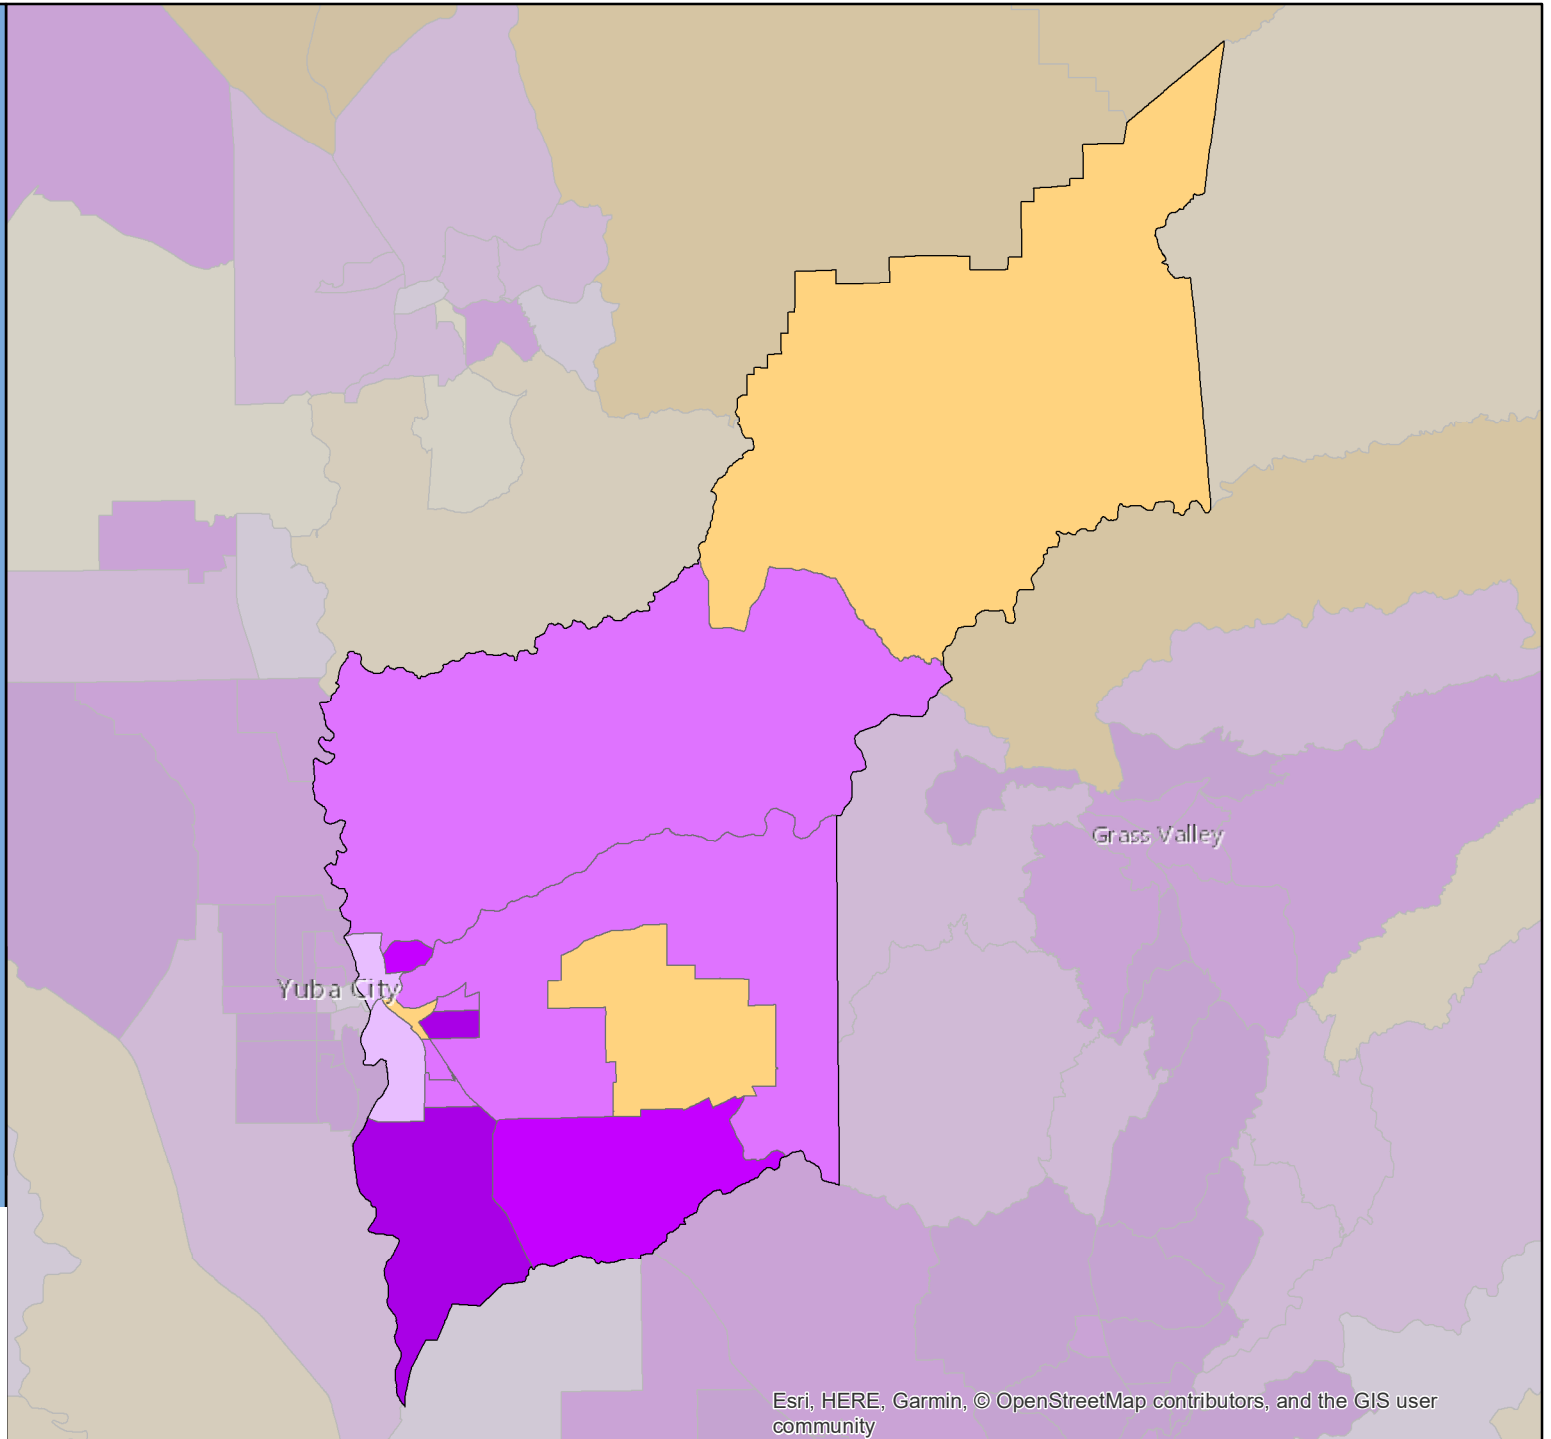 Grass Valley
Yuba City
Esri, HERE, Garmin, © OpenStreetMap contributors, and the GIS user
community